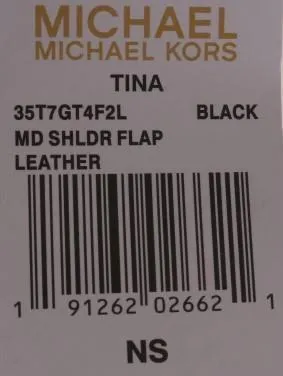 MICHAEL
MICHAEL KORS
TINA
35T7GT4F2L BLACK
MD SHLDR FLAP
LEATHER
1 91262 02662 1
NS